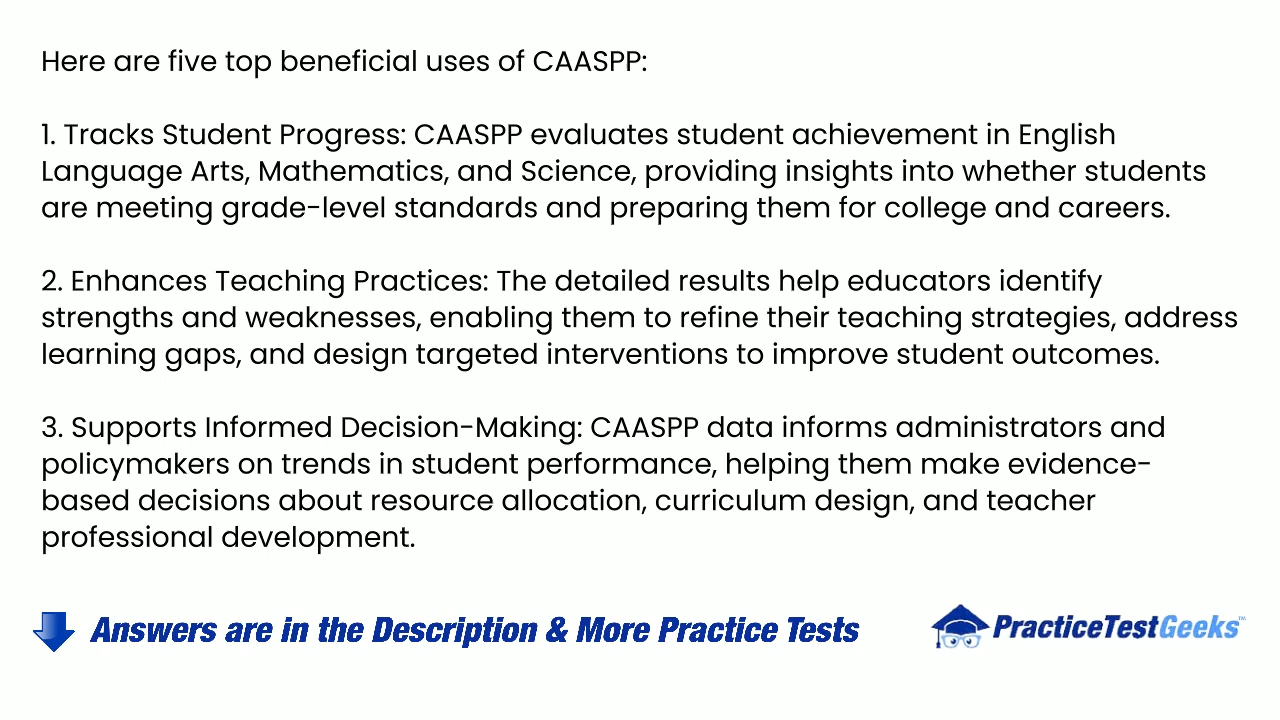 Here are five top beneficial uses of CAASPP:
1. Tracks Student Progress: CAASPP evaluates student achievement in English
Language Arts, Mathematics, and Science, providing insights into whether students
are meeting grade-level standards and preparing them for college and careers.
2. Enhances Teaching Practices: The detailed results help educators identify
strengths and weaknesses, enabling them to refine their teaching strategies, address
learning gaps, and design targeted interventions to improve student outcomes.
3. Supports Informed Decision-Making: CAASPP data informs administrators and
policymakers on trends in student performance, helping them make evidence-
based decisions about resource allocation, curriculum design, and teacher
professional development.
Answers are in the Description & More Practice Tests
PracticeTestGeeks™